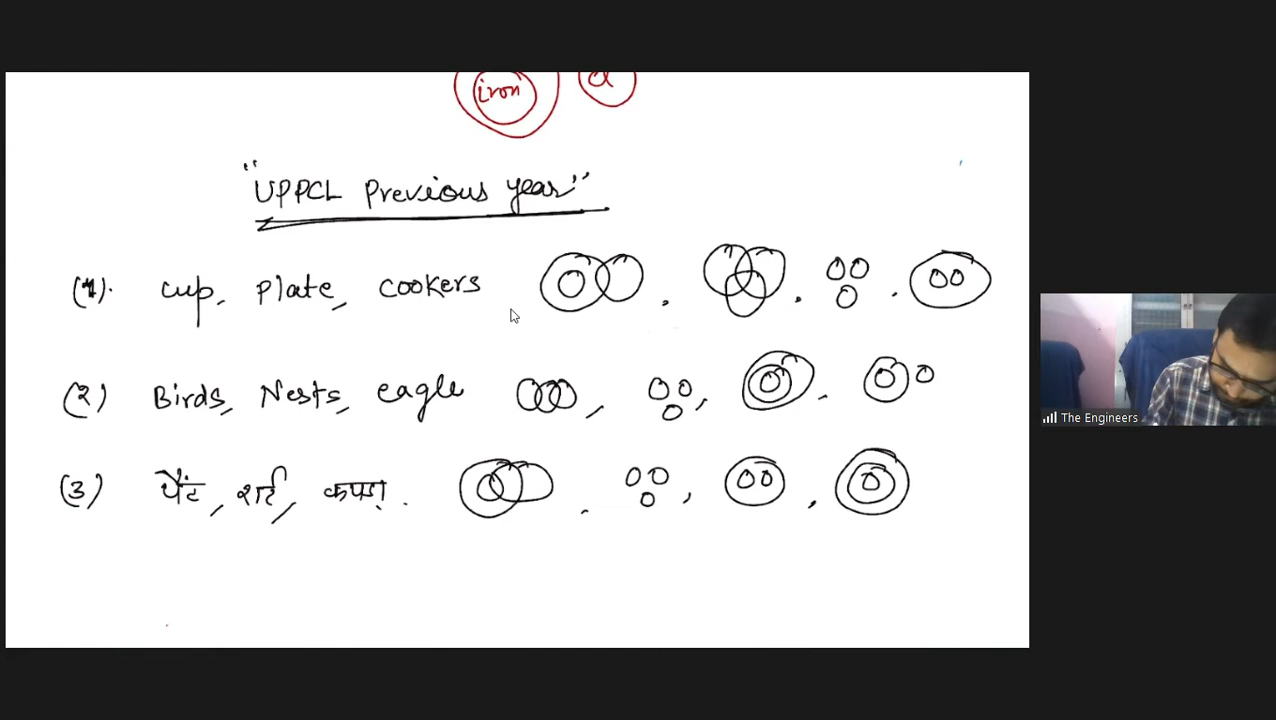 iron
"UPPCL Previous year"
(1). cup, plate, cookers
(2) Birds, Nests, eagle
(3) पैंट, शर्ट, कपड़ा.
The Engineers